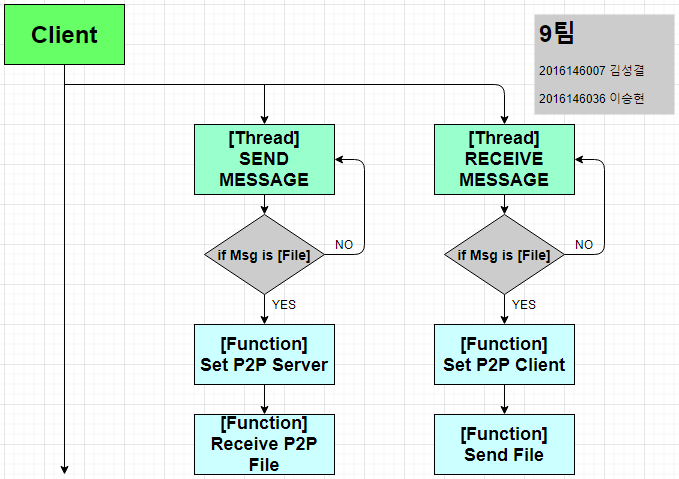 Client
9팀
2016146007 김성결
2016146036 이승현
[Thread]
SEND
MESSAGE
[Thread]
RECEIVE
MESSAGE
if Msg is [File]
NO
if Msg is [File]
NO
YES
YES
[Function]
Set P2P Server
[Function]
Set P2P Client
[Function]
Receive P2P
File
[Function]
Send File